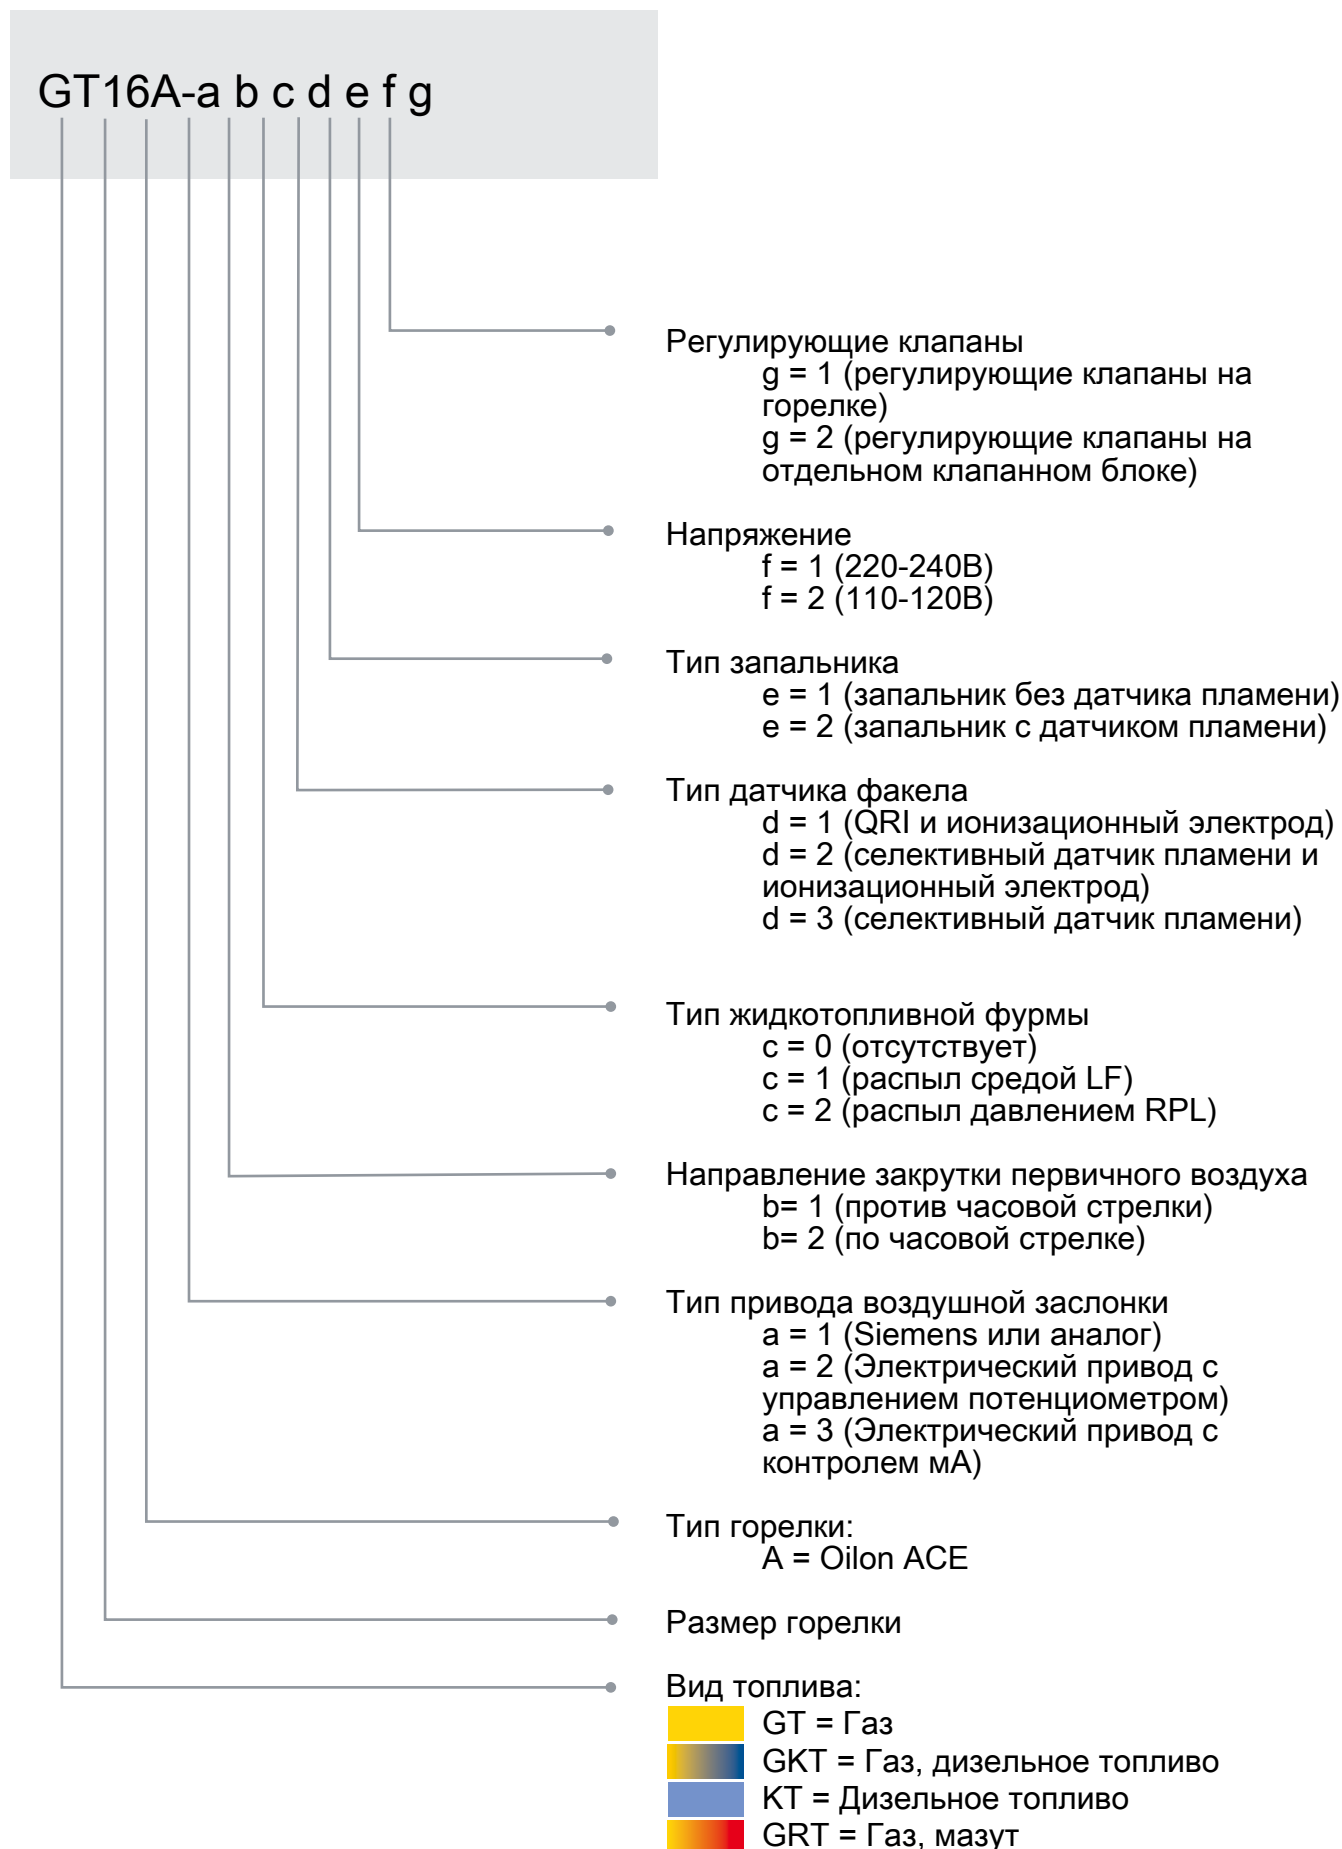 GT16A-a b c d e f g
Регулирующие клапаны
g = 1 (регулирующие клапаны на
горелке)
g = 2 (регулирующие клапаны на
отдельном клапанном блоке)
Напряжение
f = 1 (220-240В)
f = 2 (110-120В)
Тип запальника
e = 1 (запальник без датчика пламени)
e = 2 (запальник с датчиком пламени)
Тип датчика факела
d = 1 (QRI и ионизационный электрод)
d = 2 (селективный датчик пламени и
ионизационный электрод)
d = 3 (селективный датчик пламени)
Тип жидкотопливной фурмы
c = 0 (отсутствует)
c = 1 (распыл средой LF)
c = 2 (распыл давлением RPL)
Направление закрутки первичного воздуха
b= 1 (против часовой стрелки)
b= 2 (по часовой стрелке)
Тип привода воздушной заслонки
a = 1 (Siemens или аналог)
a = 2 (Электрический привод с
управлением потенциометром)
a = 3 (Электрический привод с
контролем мА)
Тип горелки:
A = Oilon ACE
Размер горелки
Вид топлива:
GT = Газ
GKT = Газ, дизельное топливо
KT = Дизельное топливо
GRT = Газ, мазут